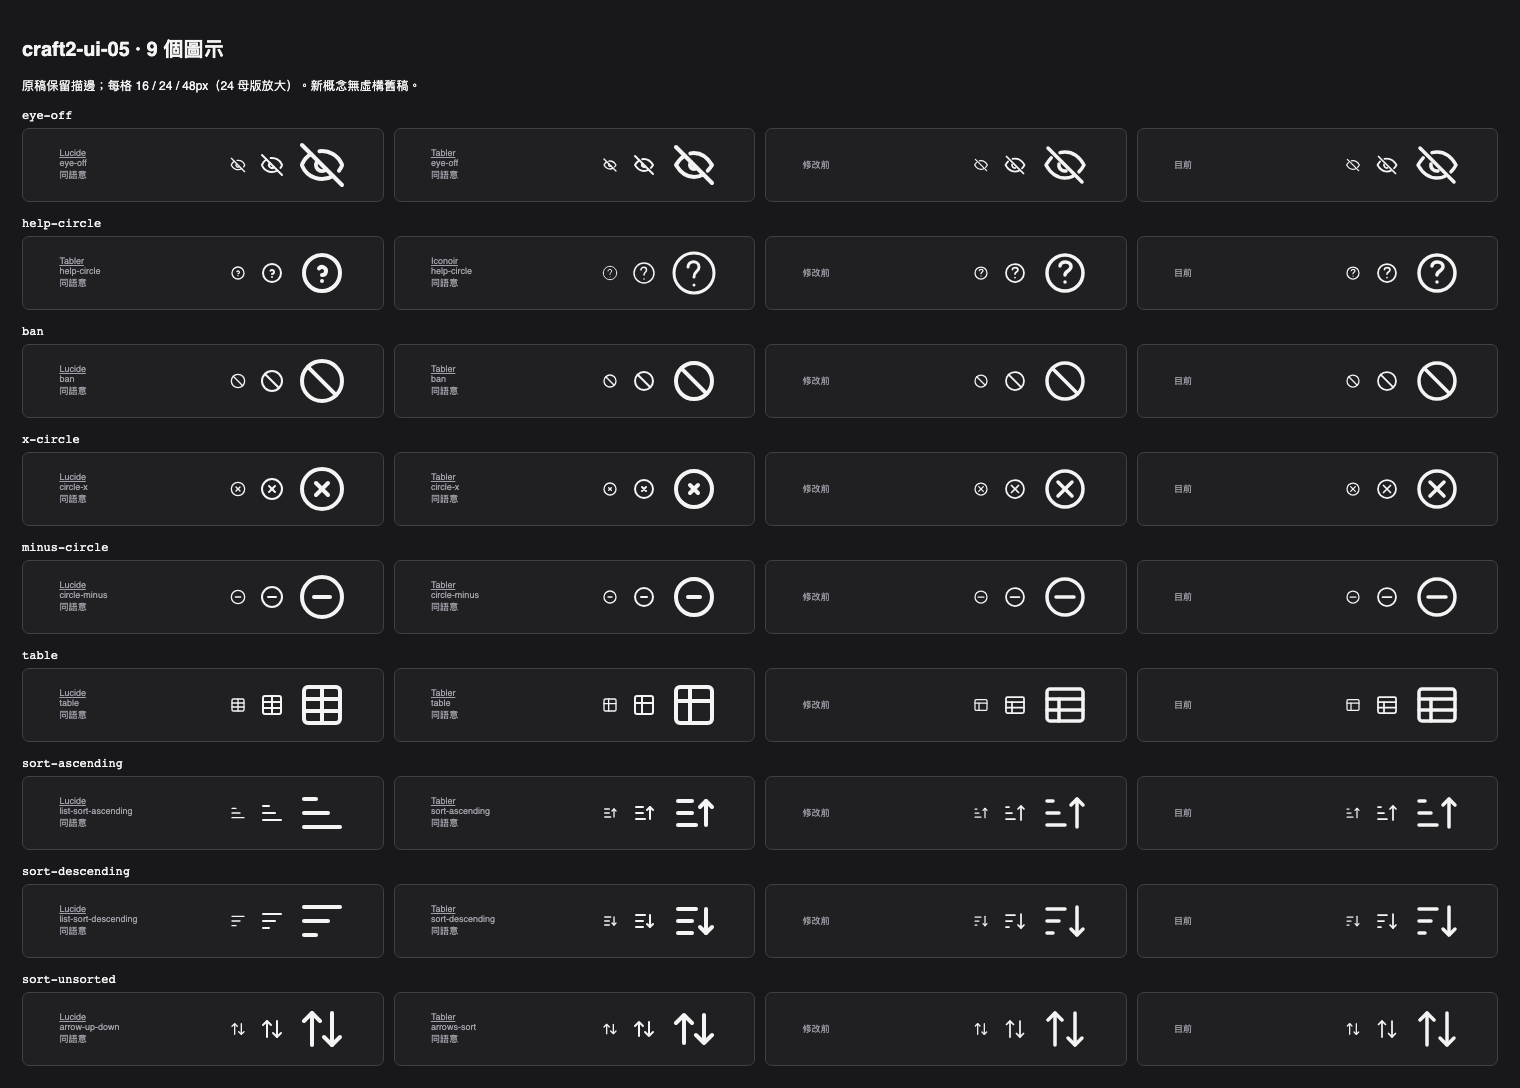 craft2-ui-05 · 9 個圖示
原稿保留描邊；每格 16 / 24 / 48px（24 母版放大）。新概念無虛構舊稿。
eye-off
Lucide
eye-off
同語意
Tabler
eye-off
同語意
修改前
目前
help-circle
Tabler
help-circle
同語意
Iconoir
help-circle
同語意
修改前
目前
ban
Lucide
ban
同語意
Tabler
ban
同語意
修改前
目前
x-circle
Lucide
circle-x
同語意
Tabler
circle-x
同語意
修改前
目前
minus-circle
Lucide
circle-minus
同語意
Tabler
circle-minus
同語意
修改前
目前
table
Lucide
table
同語意
Tabler
table
同語意
修改前
目前
sort-ascending
Lucide
list-sort-ascending
同語意
Tabler
sort-ascending
同語意
修改前
目前
sort-descending
Lucide
list-sort-descending
同語意
Tabler
sort-descending
同語意
修改前
目前
sort-unsorted
Lucide
arrow-up-down
同語意
Tabler
arrows-sort
同語意
修改前
目前